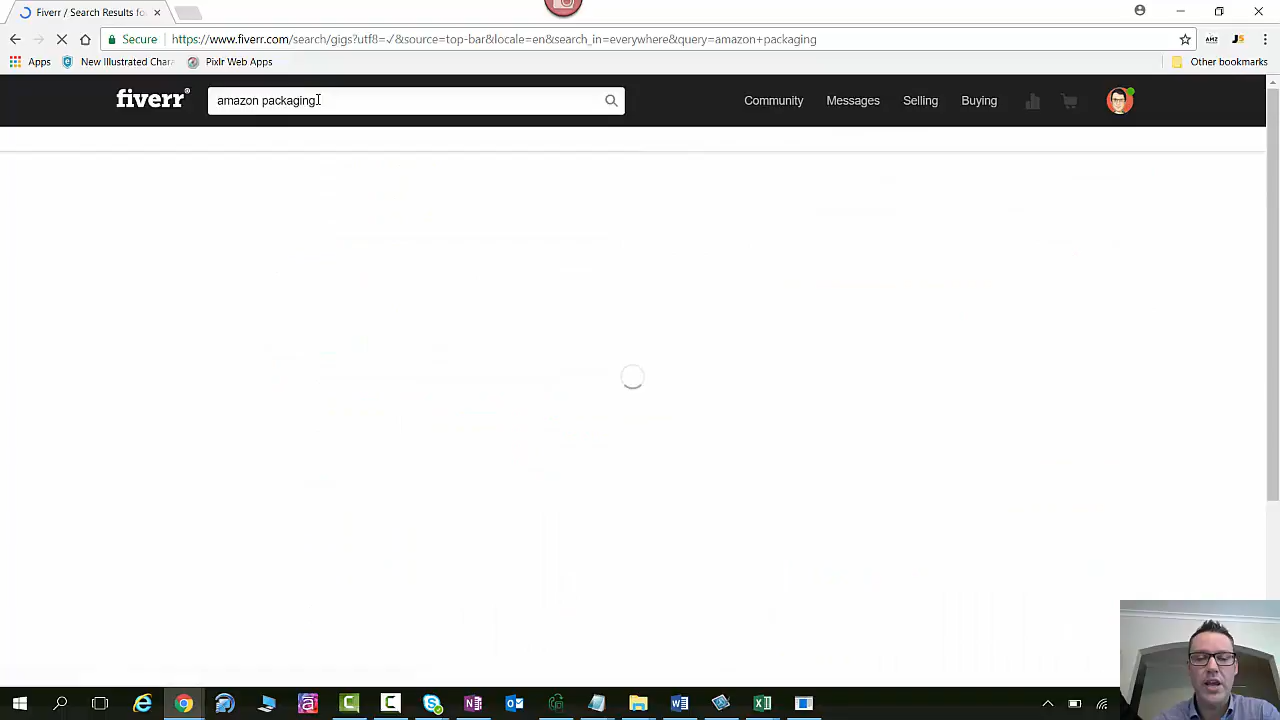 Fiverr / Search Results fo
Secure
https://www.fiverr.com/search/gigs?utf8=✓&source=top-bar&locale=en&search_in=everywhere&query=amazon+packaging
Apps
New Illustrated Char
Pixlr Web Apps
Other bookmarks
fiverr®
amazon packaging
Community
Messages
Selling
Buying